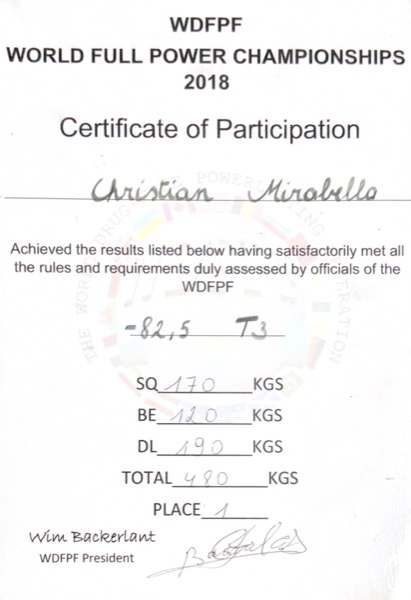 WDFPF
WORLD FULL POWER CHAMPIONSHIPS
2018
Certificate of Participation
Christian Mirabello
Achieved the results listed below having satisfactorily met all
the rules and requirements duly assessed by officials of the
WDFPF
-82,5 T3
SQ 170 KGS
BE 120 KGS
DL 190 KGS
TOTAL 480 KGS
PLACE 1
Wim Backerlant
WDFPF President